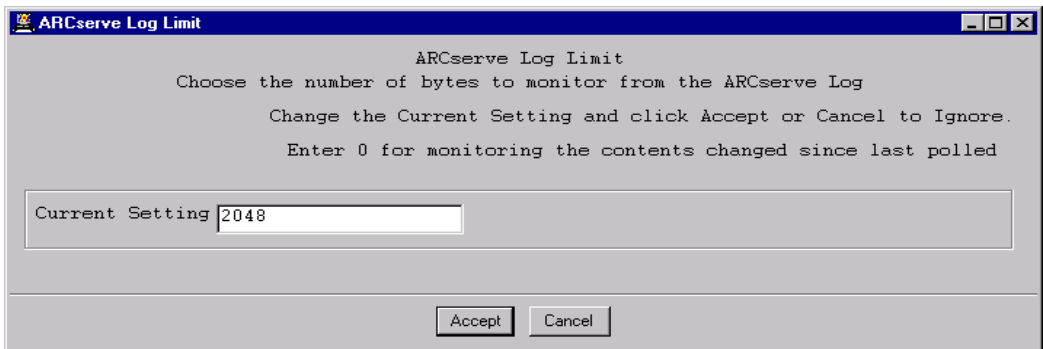 ARCserve Log Limit
ARCserve Log Limit
Choose the number of bytes to monitor from the ARCserve Log
Change the Current Setting and click Accept or Cancel to Ignore.
Enter 0 for monitoring the contents changed since last polled
Current Setting 2048
Accept Cancel